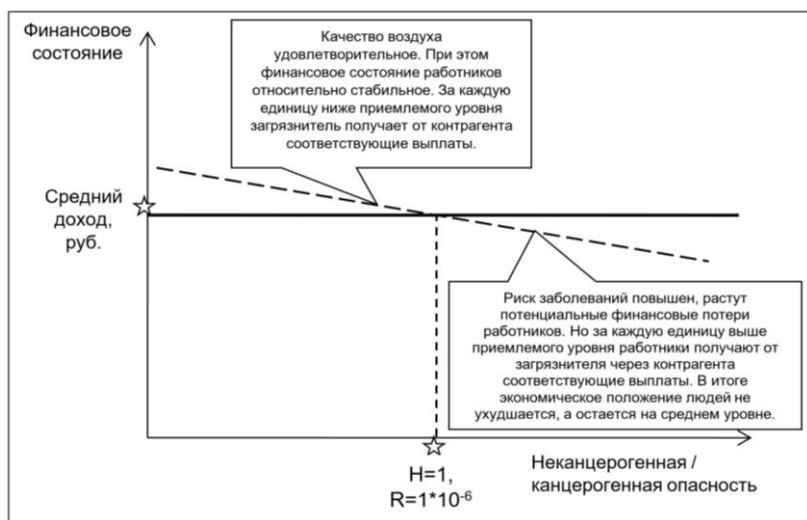 Финансовое
состояние
Качество воздуха
удовлетворительное. При этом
финансовое состояние работников
относительно стабильное. За каждую
единицу ниже приемлемого уровня
загрязнитель получает от контрагента
соответствующие выплаты.
Средний
доход,
руб.
Риск заболеваний повышен, растут
потенциальные финансовые потери
работников. Но за каждую единицу выше
приемлемого уровня работники получают от
загрязнителя через контрагента
соответствующие выплаты. В итоге
экономическое положение людей не
ухудшается, а остается на среднем уровне.
H=1,
R=1*10⁻⁶
Неканцерогенная /
канцерогенная опасность